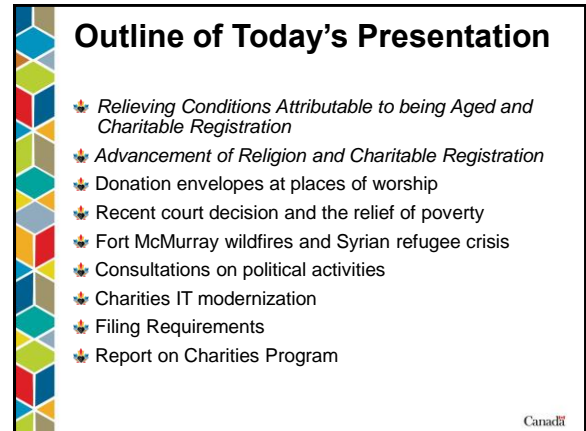 Outline of Today's Presentation
Relieving Conditions Attributable to being Aged and
Charitable Registration
Advancement of Religion and Charitable Registration
Donation envelopes at places of worship
Recent court decision and the relief of poverty
Fort McMurray wildfires and Syrian refugee crisis
Consultations on political activities
Charities IT modernization
Filing Requirements
Report on Charities Program
Canada